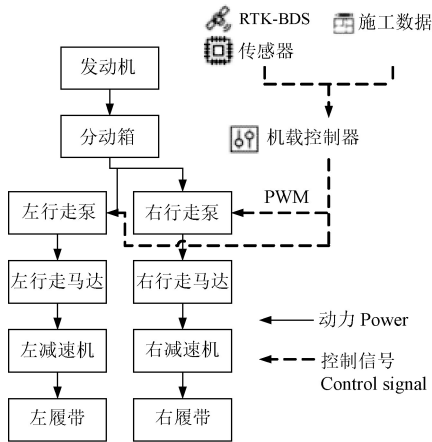 RTK-BDS
施工数据
传感器
发动机
分动箱
机载控制器
PWM
左行走泵
右行走泵
左行走马达
右行走马达
动力 Power
左减速机
右减速机
控制信号
Control signal
左履带
右履带